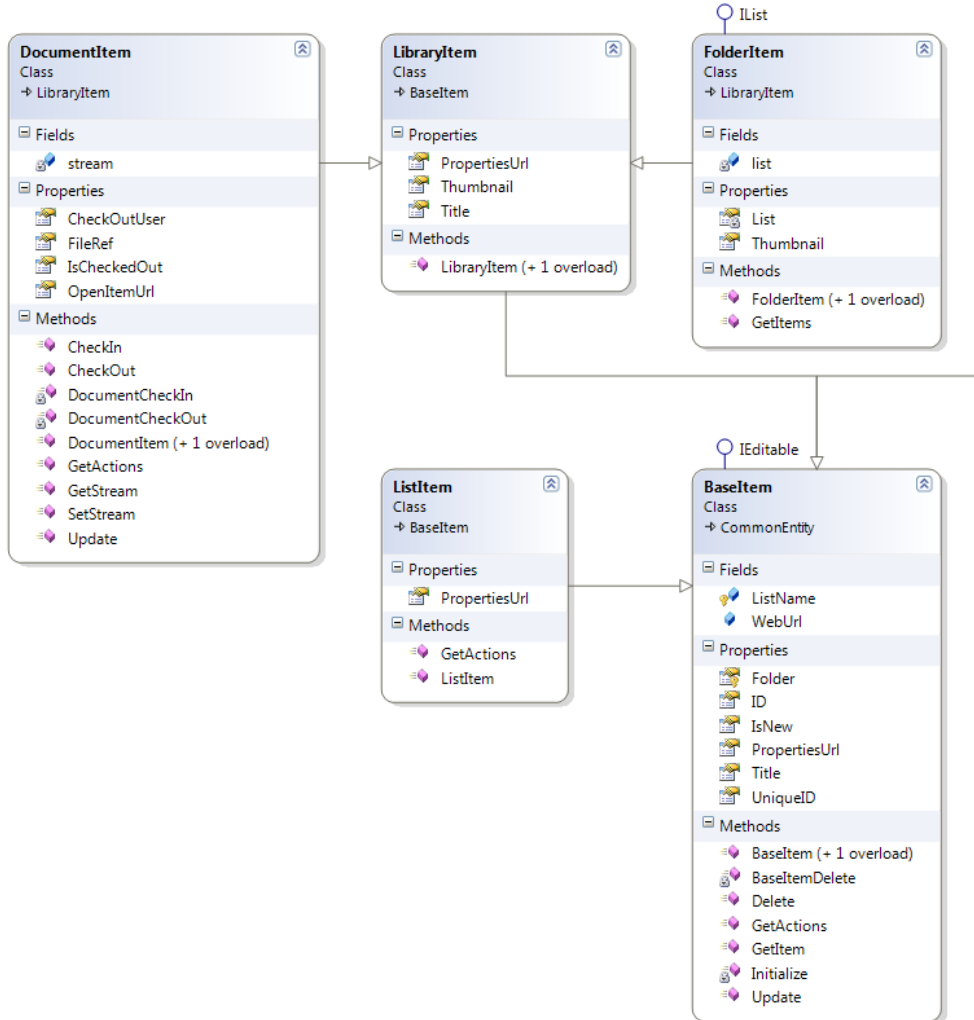 DocumentItem
Class
LibraryItem
Fields
stream
Properties
CheckOutUser
FileRef
IsCheckedOut
OpenItemUrl
Methods
CheckIn
CheckOut
DocumentCheckIn
DocumentCheckOut
DocumentItem (+ 1 overload)
GetActions
GetStream
SetStream
Update
LibraryItem
Class
BaseItem
Properties
PropertiesUrl
Thumbnail
Title
Methods
LibraryItem (+ 1 overload)
IList
FolderItem
Class
LibraryItem
Fields
list
Properties
List
Thumbnail
Methods
FolderItem (+ 1 overload)
GetItems
ListItem
Class
BaseItem
Properties
PropertiesUrl
Methods
GetActions
ListItem
IEditable
BaseItem
Class
CommonEntity
Fields
ListName
WebUrl
Properties
Folder
ID
IsNew
PropertiesUrl
Title
UniqueID
Methods
BaseItem (+ 1 overload)
BaseItemDelete
Delete
GetActions
GetItem
Initialize
Update